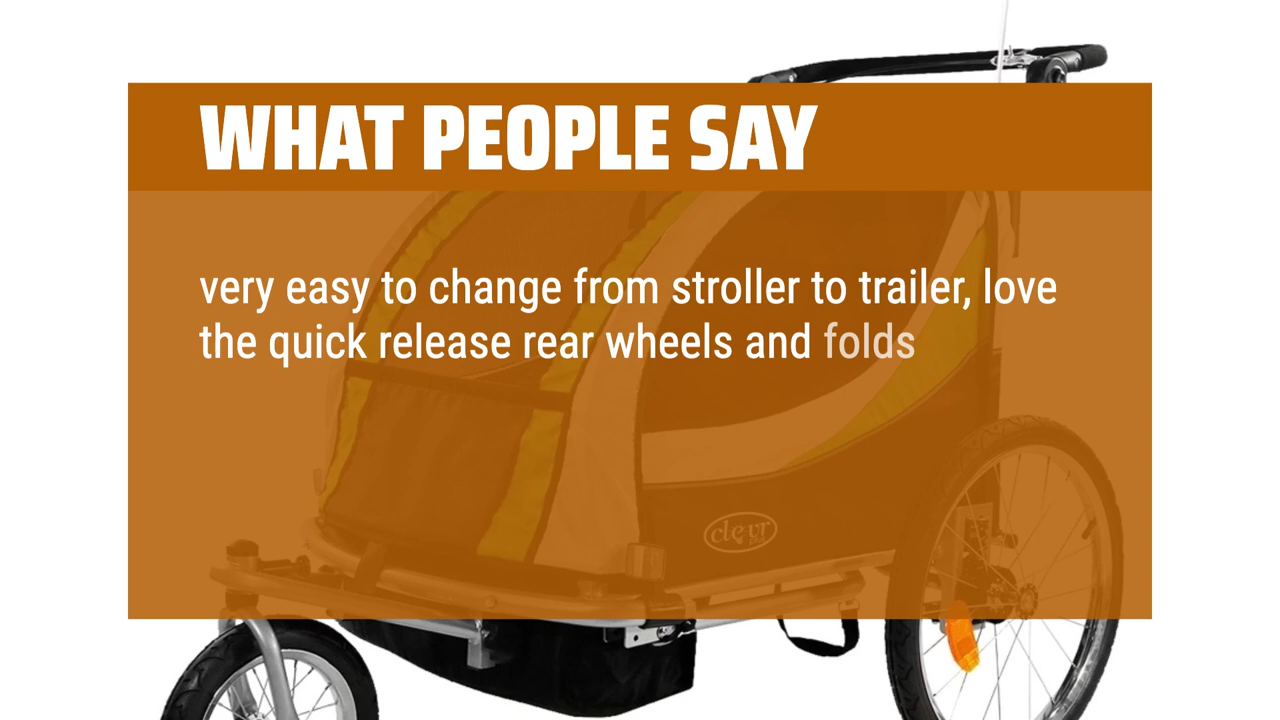 WHAT PEOPLE SAY
very easy to change from stroller to trailer, love
the quick release rear wheels and folds
clevr